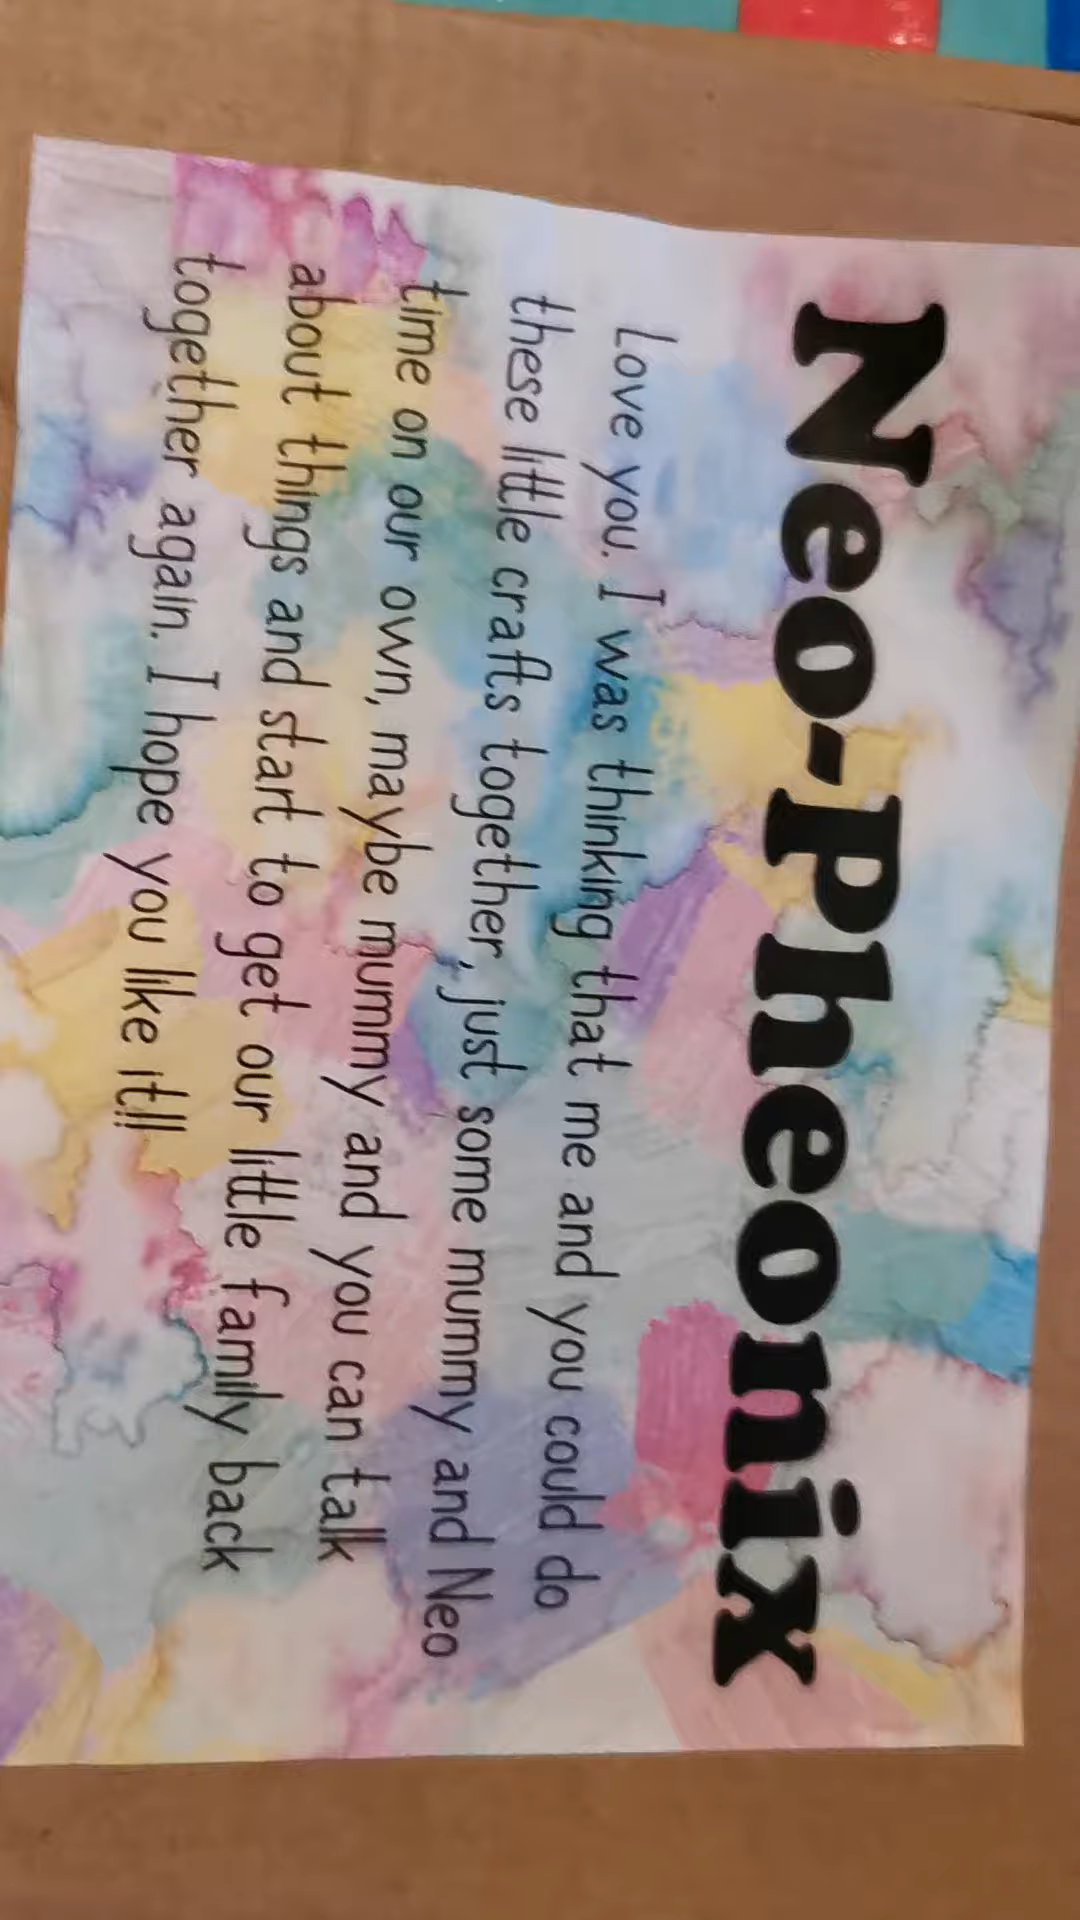 Neo-Pheonix
Love you. I was thinking that me and you could do
these little crafts together, just some mummy and Neo
time on our own, maybe mummy and you can talk
about things and start to get our little family back
together again. I hope you like it!!